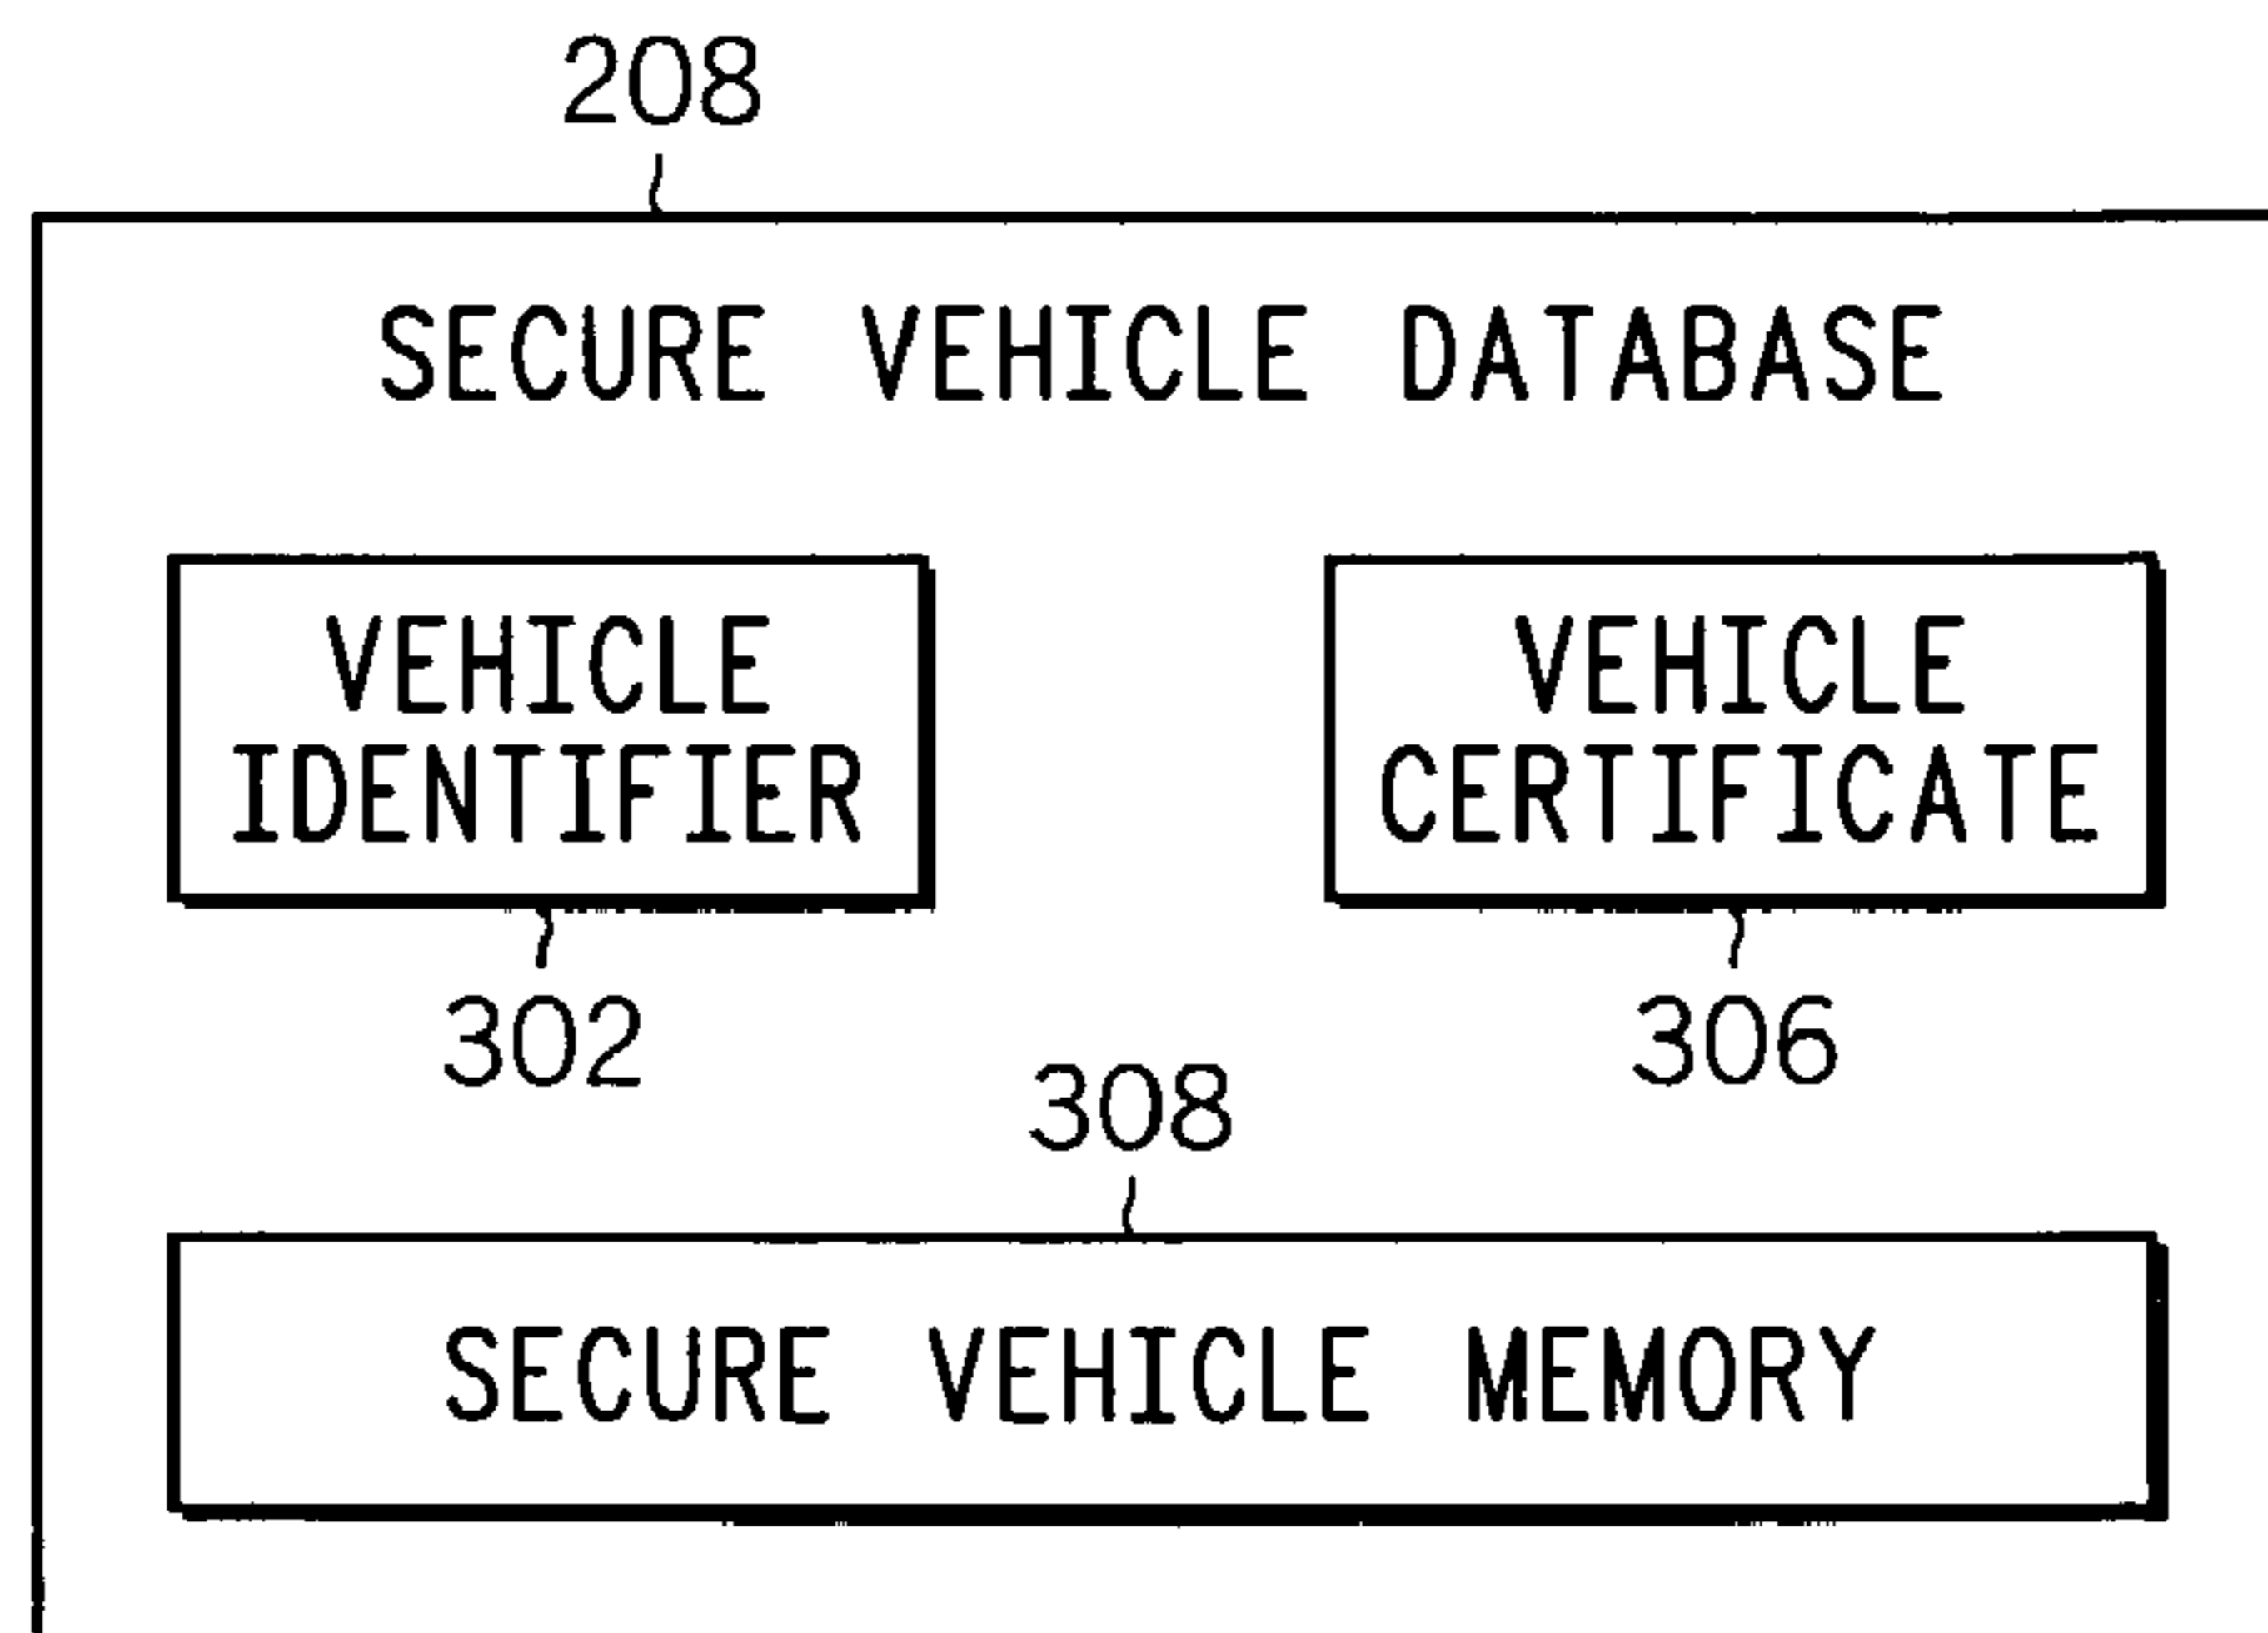 208
SECURE VEHICLE DATABASE
VEHICLE
IDENTIFIER
302
VEHICLE
CERTIFICATE
306
308
SECURE VEHICLE MEMORY